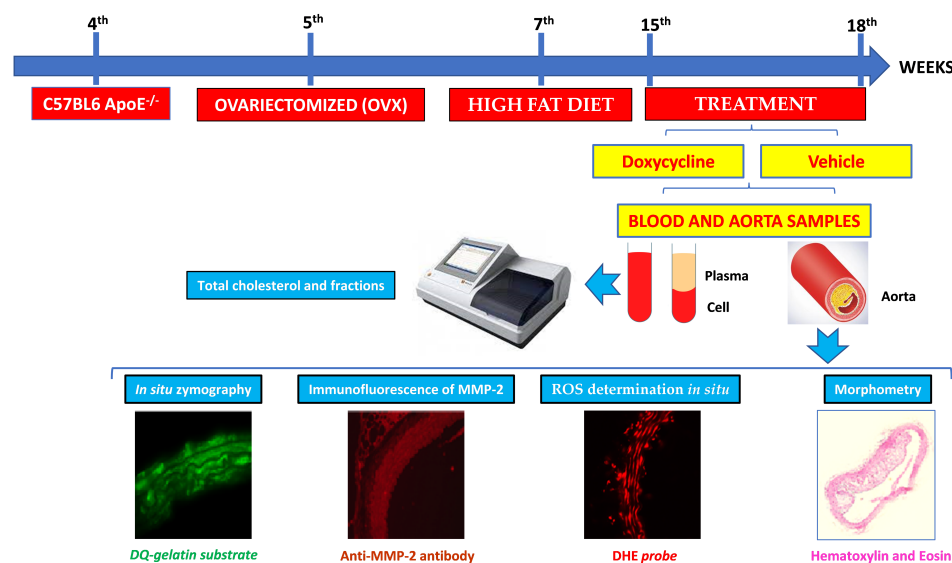 4th 5th 7th 15th 18th
WEEKS
C57BL6 ApoE-/- OVARIECTOMIZED (OVX) HIGH FAT DIET TREATMENT
Doxycycline Vehicle
BLOOD AND AORTA SAMPLES
Total cholesterol and fractions
Plasma
Cell
Aorta
In situ zymography Immunofluorescence of MMP-2 ROS determination in situ Morphometry
DQ-gelatin substrate Anti-MMP-2 antibody DHE probe Hematoxylin and Eosin